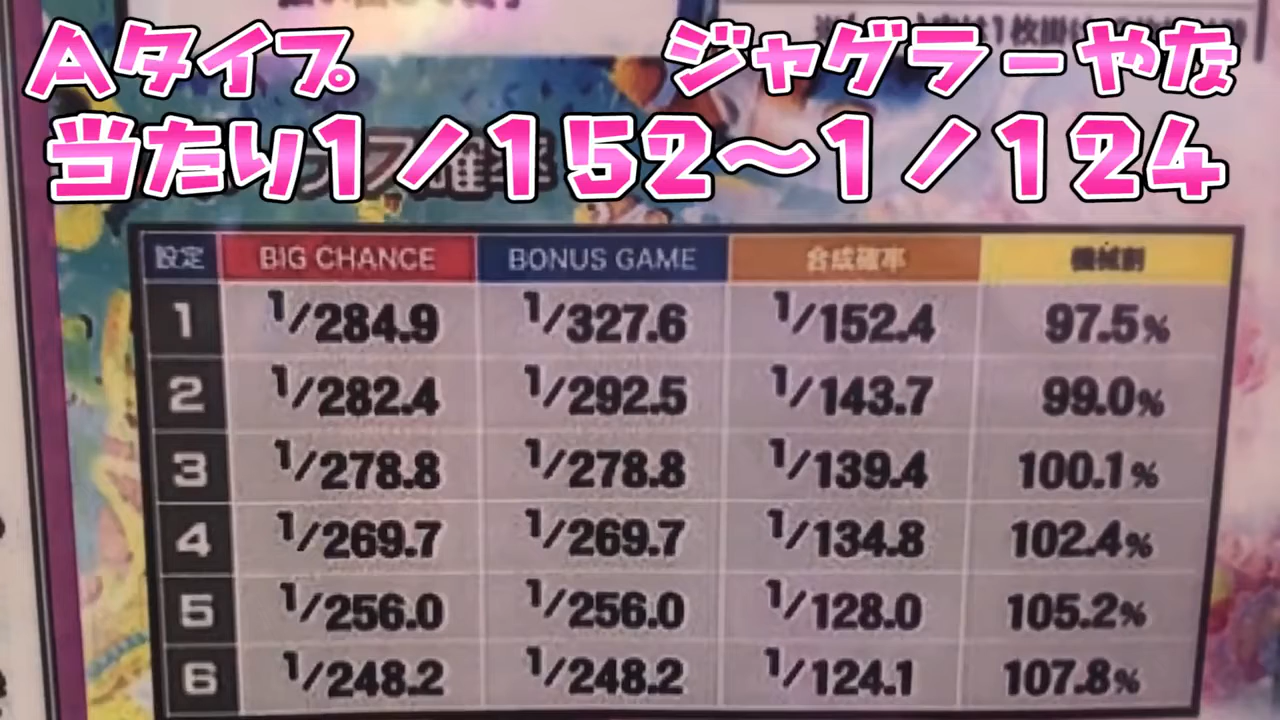 Aタイプ ジャグラーやな
当たり1/152～1/124
設定 BIG CHANCE BONUS GAME 合成確率 機械割
1 1/284.9 1/327.6 1/152.4 97.5%
2 1/282.4 1/292.5 1/143.7 99.0%
3 1/278.8 1/278.8 1/139.4 100.1%
4 1/269.7 1/269.7 1/134.8 102.4%
5 1/256.0 1/256.0 1/128.0 105.2%
6 1/248.2 1/248.2 1/124.1 107.8%